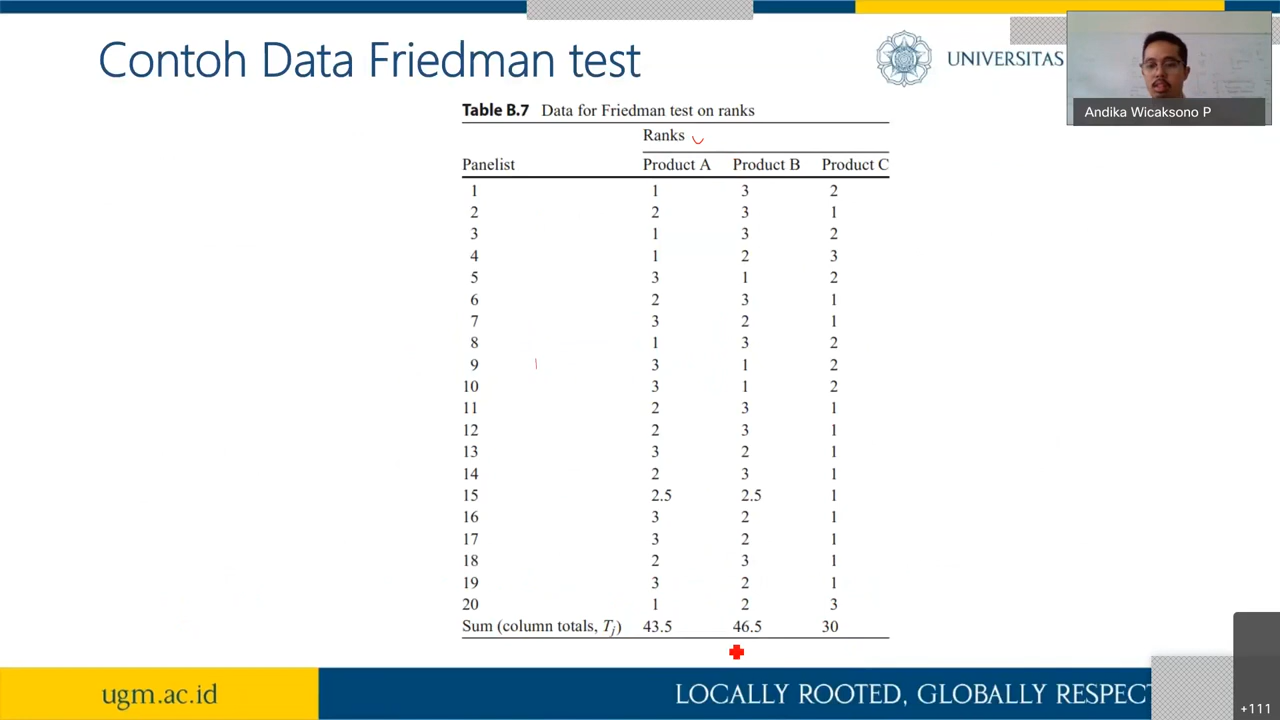 Contoh Data Friedman test
UNIVERSITAS
Andika Wicaksono P
Table B.7 Data for Friedman test on ranks
Ranks
Panelist Product A Product B Product C
1 1 3 2
2 2 3 1
3 1 3 2
4 1 2 3
5 3 1 2
6 2 3 1
7 3 2 1
8 1 3 2
9 3 1 2
10 3 1 2
11 2 3 1
12 2 3 1
13 3 2 1
14 2 3 1
15 2.5 2.5 1
16 3 2 1
17 3 2 1
18 2 3 1
19 3 2 1
20 1 2 3
Sum (column totals, Tj) 43.5 46.5 30
ugm.ac.id
LOCALLY ROOTED, GLOBALLY RESPECT
+111